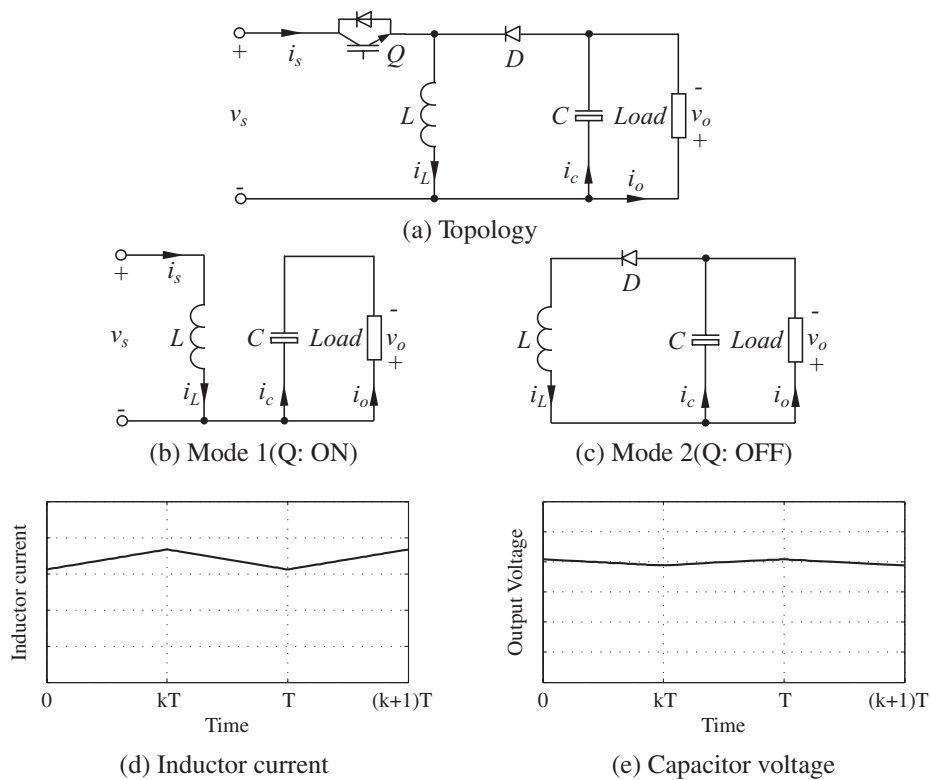 +
i_s
Q
D
v_s
L
C
Load
-
v_o
+
i_L
i_c
i_o
-
(a) Topology
+
i_s
v_s
L
C
Load
-
v_o
+
i_L
i_c
i_o
-
(b) Mode 1(Q: ON)
D
L
C
Load
-
v_o
+
i_L
i_c
i_o
(c) Mode 2(Q: OFF)
Inductor current
0
kT
T
(k+1)T
Time
(d) Inductor current
Output Voltage
0
kT
T
(k+1)T
Time
(e) Capacitor voltage